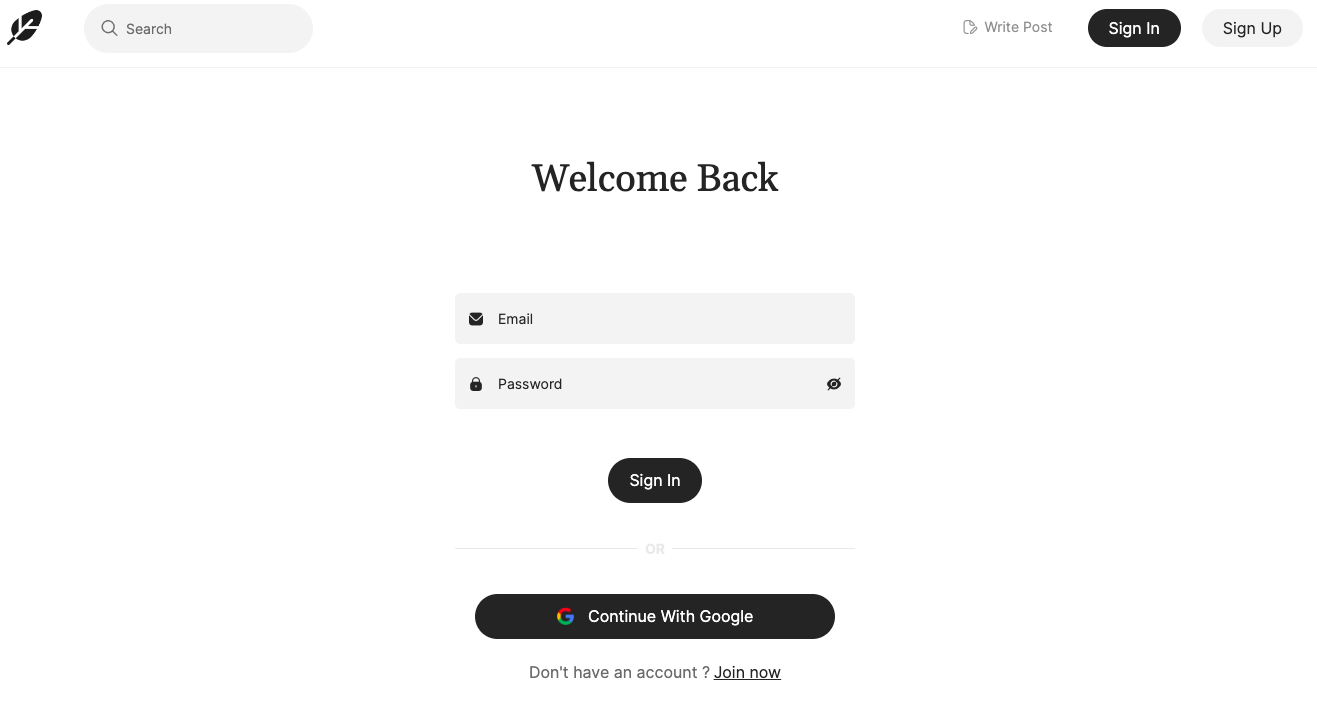 Search
Write Post
Sign In
Sign Up
Welcome Back
Email
Password
Sign In
OR
Continue With Google
Don't have an account ? Join now